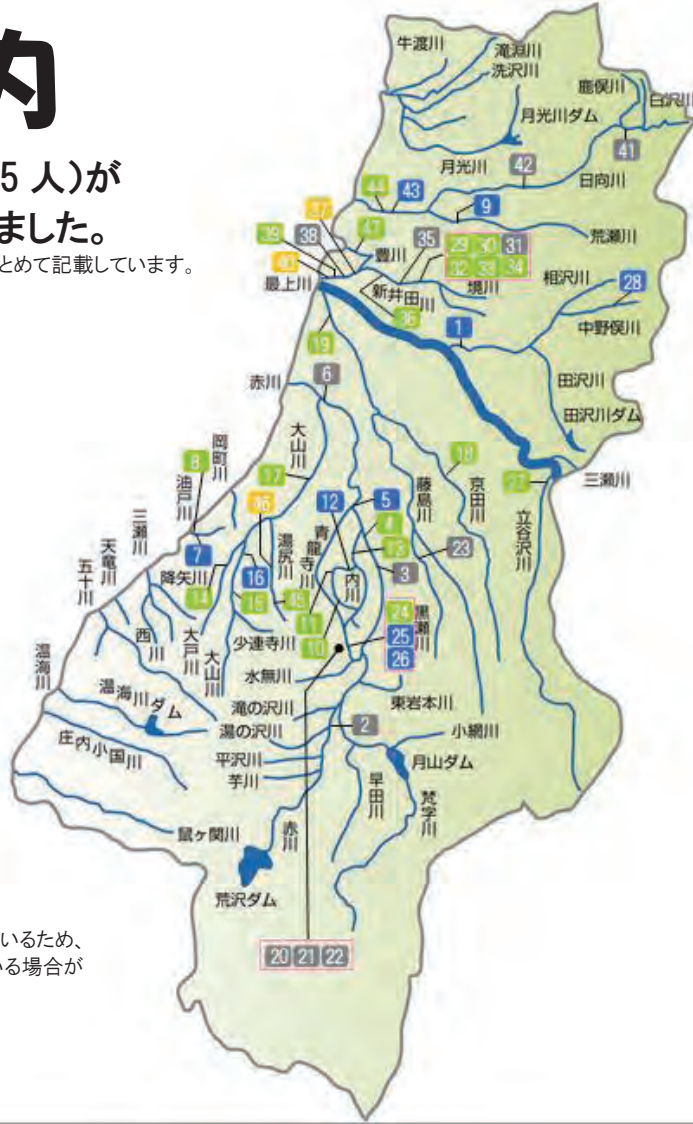 内
5 人)が
ました。
とめて記載しています。
牛渡川
滝淵川
洗沢川
鹿俣川
白沢川
月光川ダム
41
月光川
42
日向川
44
43
9
37
荒瀬川
39
38
47
35
29 30 31
豊川
40
32 33 34
相沢川
最上川
新井田川
境川
28
36
1
中野俣川
19
6
田沢川
赤川
田沢川ダム
大山川
岡町川
8
18
三瀬川
油戸川
17
藤島川
京田川
27
三瀬川
46
12
5
立谷沢川
天竜川
湯尻川
青龍寺川
4
五十川
7
13
23
降矢川
16
内川
3
14
15
45
24
11
黒瀬川
西川
大戸川
大山川
少連寺川
10
25
温海川
水無川
26
温海川ダム
滝の沢川
東岩本川
湯の沢川
2
小網川
庄内小国川
平沢川
月山ダム
芋川
早田川
梵字川
鼠ヶ関川
赤川
荒沢ダム
いるため、
20 21 22
いる場合が